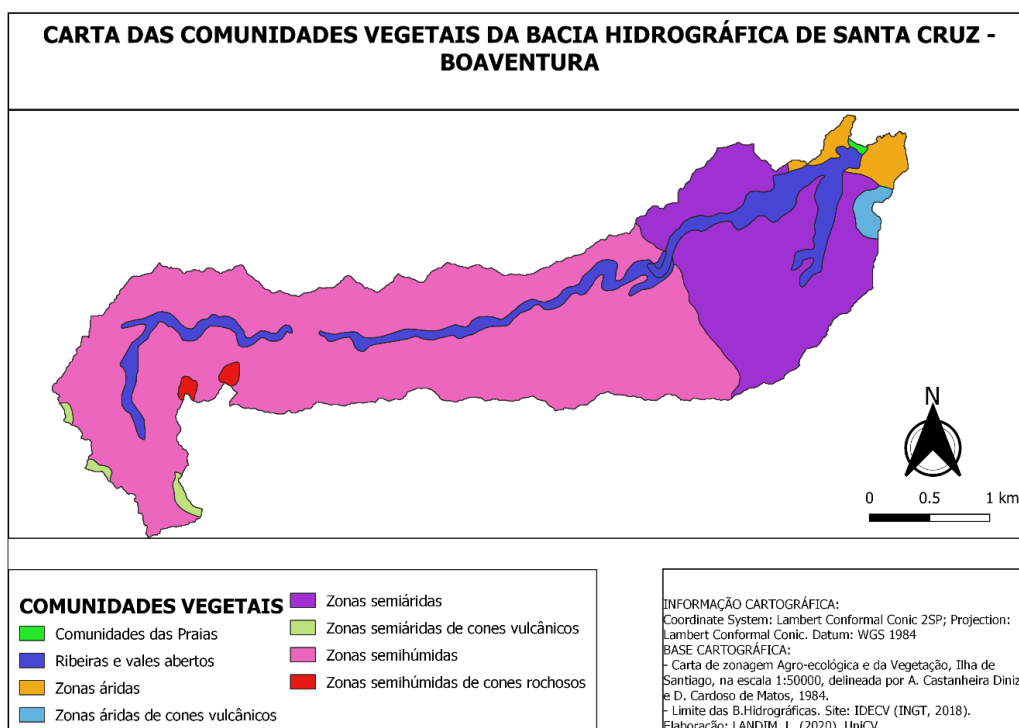 CARTA DAS COMUNIDADES VEGETAIS DA BACIA HIDROGRÁFICA DE SANTA CRUZ -
BOAVENTURA
N
0 0.5 1 km
COMUNIDADES VEGETAIS
Comunidades das Praias
Ribeiras e vales abertos
Zonas áridas
Zonas áridas de cones vulcânicos
Zonas semiáridas
Zonas semiáridas de cones vulcânicos
Zonas semihúmidas
Zonas semihúmidas de cones rochosos
INFORMAÇÃO CARTOGRÁFICA:
Coordinate System: Lambert Conformal Conic 2SP; Projection:
Lambert Conformal Conic. Datum: WGS 1984
BASE CARTOGRÁFICA:
- Carta de zonagem Agro-ecológica e da Vegetação, Ilha de
Santiago, na escala 1:50000, delineada por A. Castanheira Diniz
e D. Cardoso de Matos, 1984.
- Limite das B.Hidrográficas. Site: IDECV (INGT, 2018).
Elaboração: LANDIM, L. (2020). UniCV